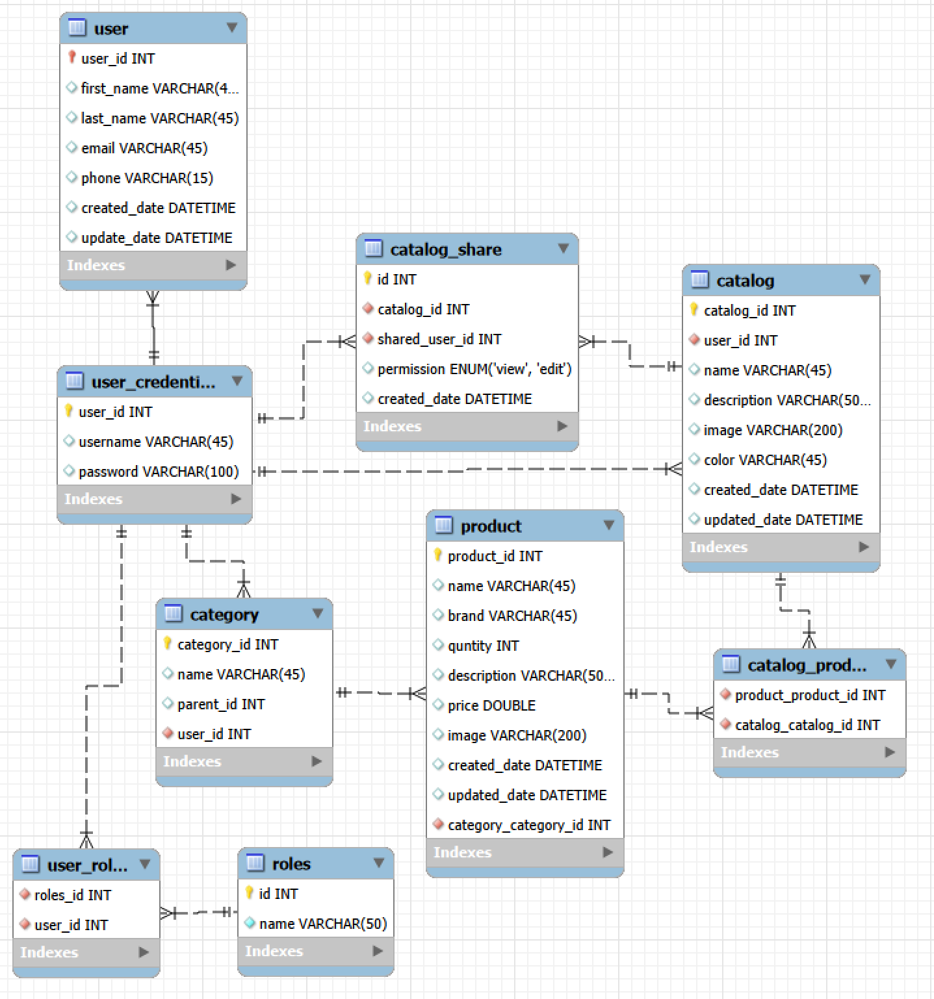 user
user_id INT
first_name VARCHAR(4...
last_name VARCHAR(45)
email VARCHAR(45)
phone VARCHAR(15)
created_date DATETIME
update_date DATETIME
Indexes
catalog_share
id INT
catalog_id INT
shared_user_id INT
permission ENUM('view', 'edit')
created_date DATETIME
Indexes
catalog
catalog_id INT
user_id INT
name VARCHAR(45)
description VARCHAR(50...
image VARCHAR(200)
color VARCHAR(45)
created_date DATETIME
updated_date DATETIME
Indexes
user_credenti...
user_id INT
username VARCHAR(45)
password VARCHAR(100)
Indexes
product
product_id INT
name VARCHAR(45)
brand VARCHAR(45)
quntity INT
description VARCHAR(50...
price DOUBLE
image VARCHAR(200)
created_date DATETIME
updated_date DATETIME
category_category_id INT
Indexes
category
category_id INT
name VARCHAR(45)
parent_id INT
user_id INT
Indexes
catalog_prod...
product_product_id INT
catalog_catalog_id INT
Indexes
user_rol...
roles_id INT
user_id INT
Indexes
roles
id INT
name VARCHAR(50)
Indexes